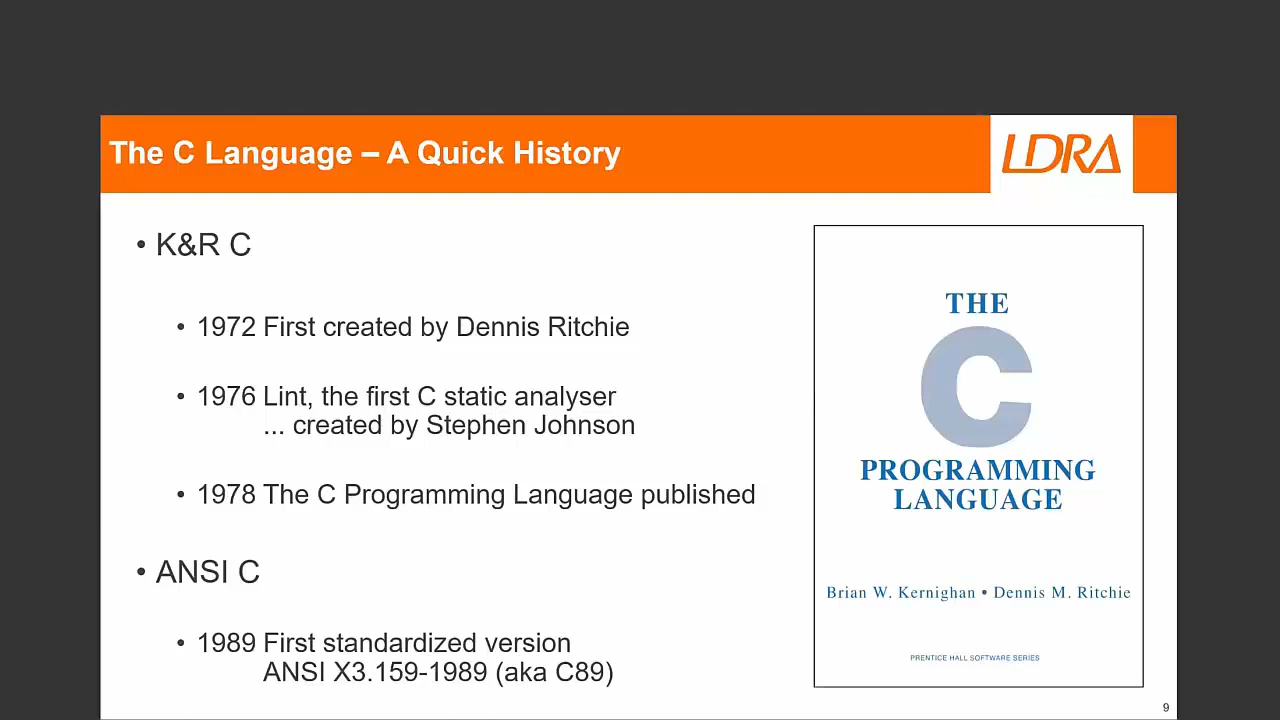 The C Language – A Quick History
LDRA
• K&R C
• 1972 First created by Dennis Ritchie
• 1976 Lint, the first C static analyser
... created by Stephen Johnson
• 1978 The C Programming Language published
• ANSI C
• 1989 First standardized version
ANSI X3.159-1989 (aka C89)
THE
C
PROGRAMMING
LANGUAGE
Brian W. Kernighan • Dennis M. Ritchie
PRENTICE HALL SOFTWARE SERIES
9